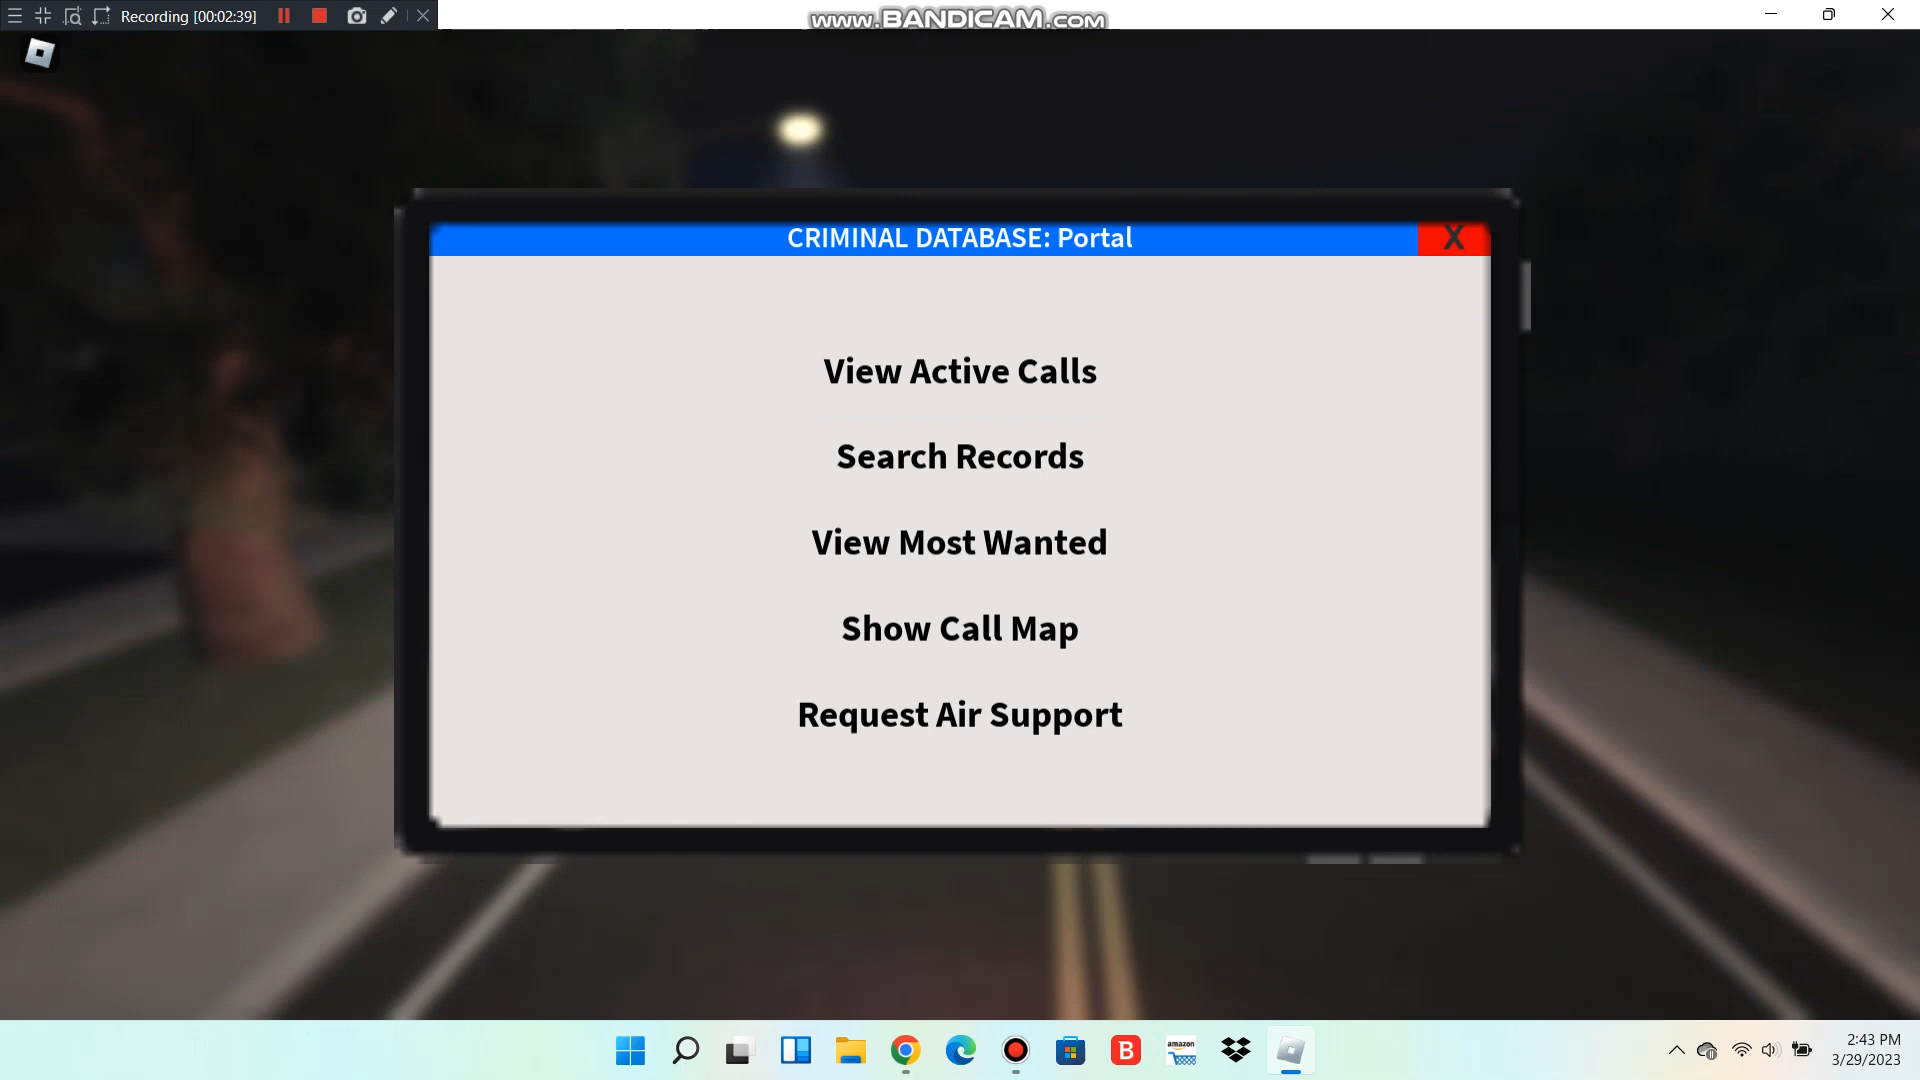 Recording [00:02:39]
www.BANDICAM.com
CRIMINAL DATABASE: Portal
X
View Active Calls
Search Records
View Most Wanted
Show Call Map
Request Air Support
B
amazon
2:43 PM
3/29/2023